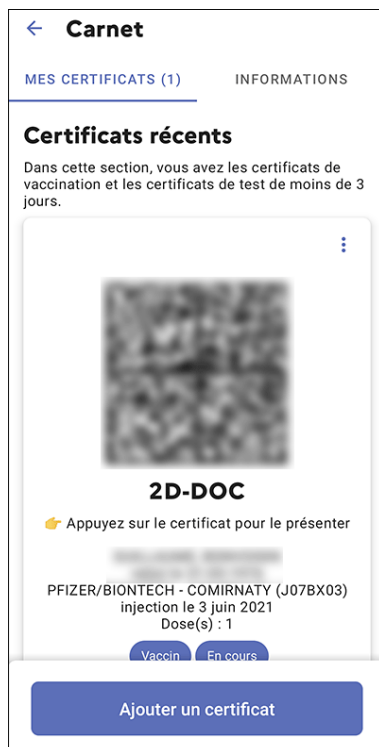 Carnet
MES CERTIFICATS (1)
INFORMATIONS
Certificats récents
Dans cette section, vous avez les certificats de
vaccination et les certificats de test de moins de 3
jours.
2D-DOC
👉 Appuyez sur le certificat pour le présenter
PFIZER/BIONTECH - COMIRNATY (J07BX03)
injection le 3 juin 2021
Dose(s) : 1
Vaccin
En cours
Ajouter un certificat